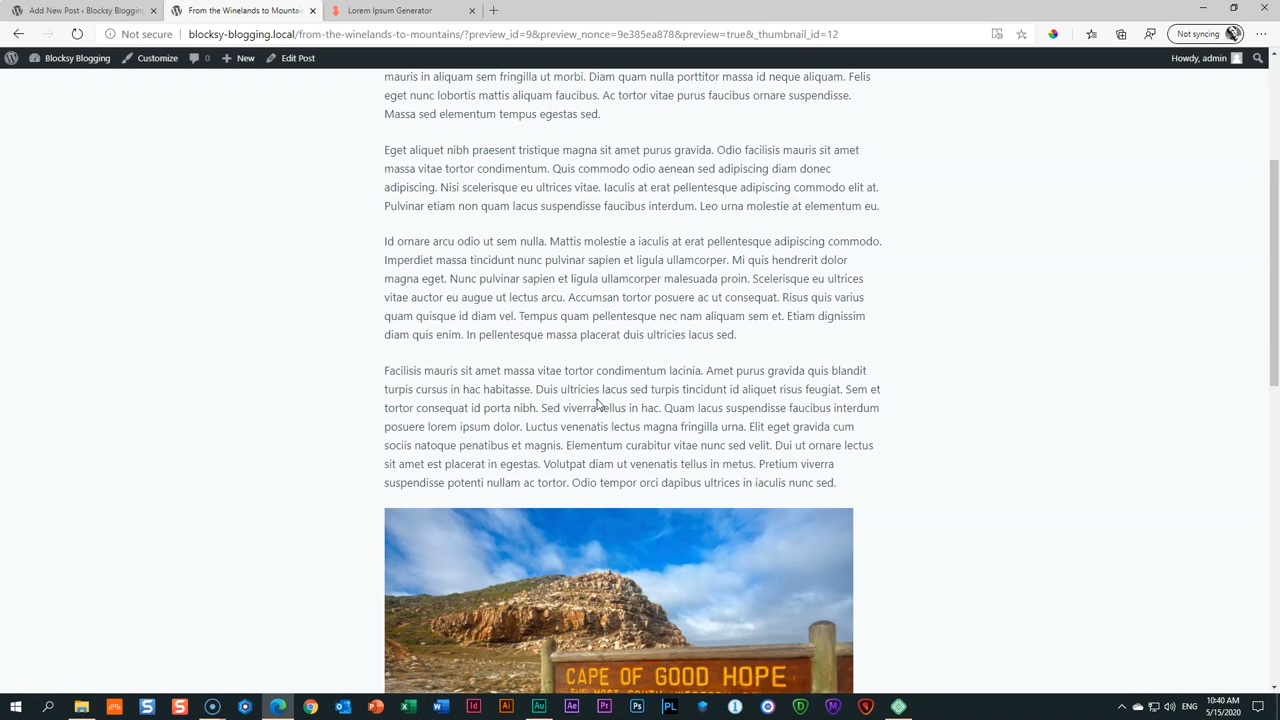 Add New Post ‹ Blocksy Blogging
From the Winelands to Mountai
Lorem Ipsum Generator
Not secure
blocksy-blogging.local/from-the-winelands-to-mountains/?preview_id=9&preview_nonce=9e385ea878&preview=true&_thumbnail_id=12
Not syncing
Blocksy Blogging
Customize
0
New
Edit Post
Howdy, admin
mauris in aliquam sem fringilla ut morbi. Diam quam nulla porttitor massa id neque aliquam. Felis
eget nunc lobortis mattis aliquam faucibus. Ac tortor vitae purus faucibus ornare suspendisse.
Massa sed elementum tempus egestas sed.
Eget aliquet nibh praesent tristique magna sit amet purus gravida. Odio facilisis mauris sit amet
massa vitae tortor condimentum. Quis commodo odio aenean sed adipiscing diam donec
adipiscing. Nisi scelerisque eu ultrices vitae. Iaculis at erat pellentesque adipiscing commodo elit at.
Pulvinar etiam non quam lacus suspendisse faucibus interdum. Leo urna molestie at elementum eu.
Id ornare arcu odio ut sem nulla. Mattis molestie a iaculis at erat pellentesque adipiscing commodo.
Imperdiet massa tincidunt nunc pulvinar sapien et ligula ullamcorper. Mi quis hendrerit dolor
magna eget. Nunc pulvinar sapien et ligula ullamcorper malesuada proin. Scelerisque eu ultrices
vitae auctor eu augue ut lectus arcu. Accumsan tortor posuere ac ut consequat. Risus quis varius
quam quisque id diam vel. Tempus quam pellentesque nec nam aliquam sem et. Etiam dignissim
diam quis enim. In pellentesque massa placerat duis ultricies lacus sed.
Facilisis mauris sit amet massa vitae tortor condimentum lacinia. Amet purus gravida quis blandit
turpis cursus in hac habitasse. Duis ultricies lacus sed turpis tincidunt id aliquet risus feugiat. Sem et
tortor consequat id porta nibh. Sed viverra tellus in hac. Quam lacus suspendisse faucibus interdum
posuere lorem ipsum dolor. Luctus venenatis lectus magna fringilla urna. Elit eget gravida cum
sociis natoque penatibus et magnis. Elementum curabitur vitae nunc sed velit. Dui ut ornare lectus
sit amet est placerat in egestas. Volutpat diam ut venenatis tellus in metus. Pretium viverra
suspendisse potenti nullam ac tortor. Odio tempor orci dapibus ultrices in iaculis nunc sed.
CAPE OF GOOD HOPE
ENG
10:40 AM
5/15/2020